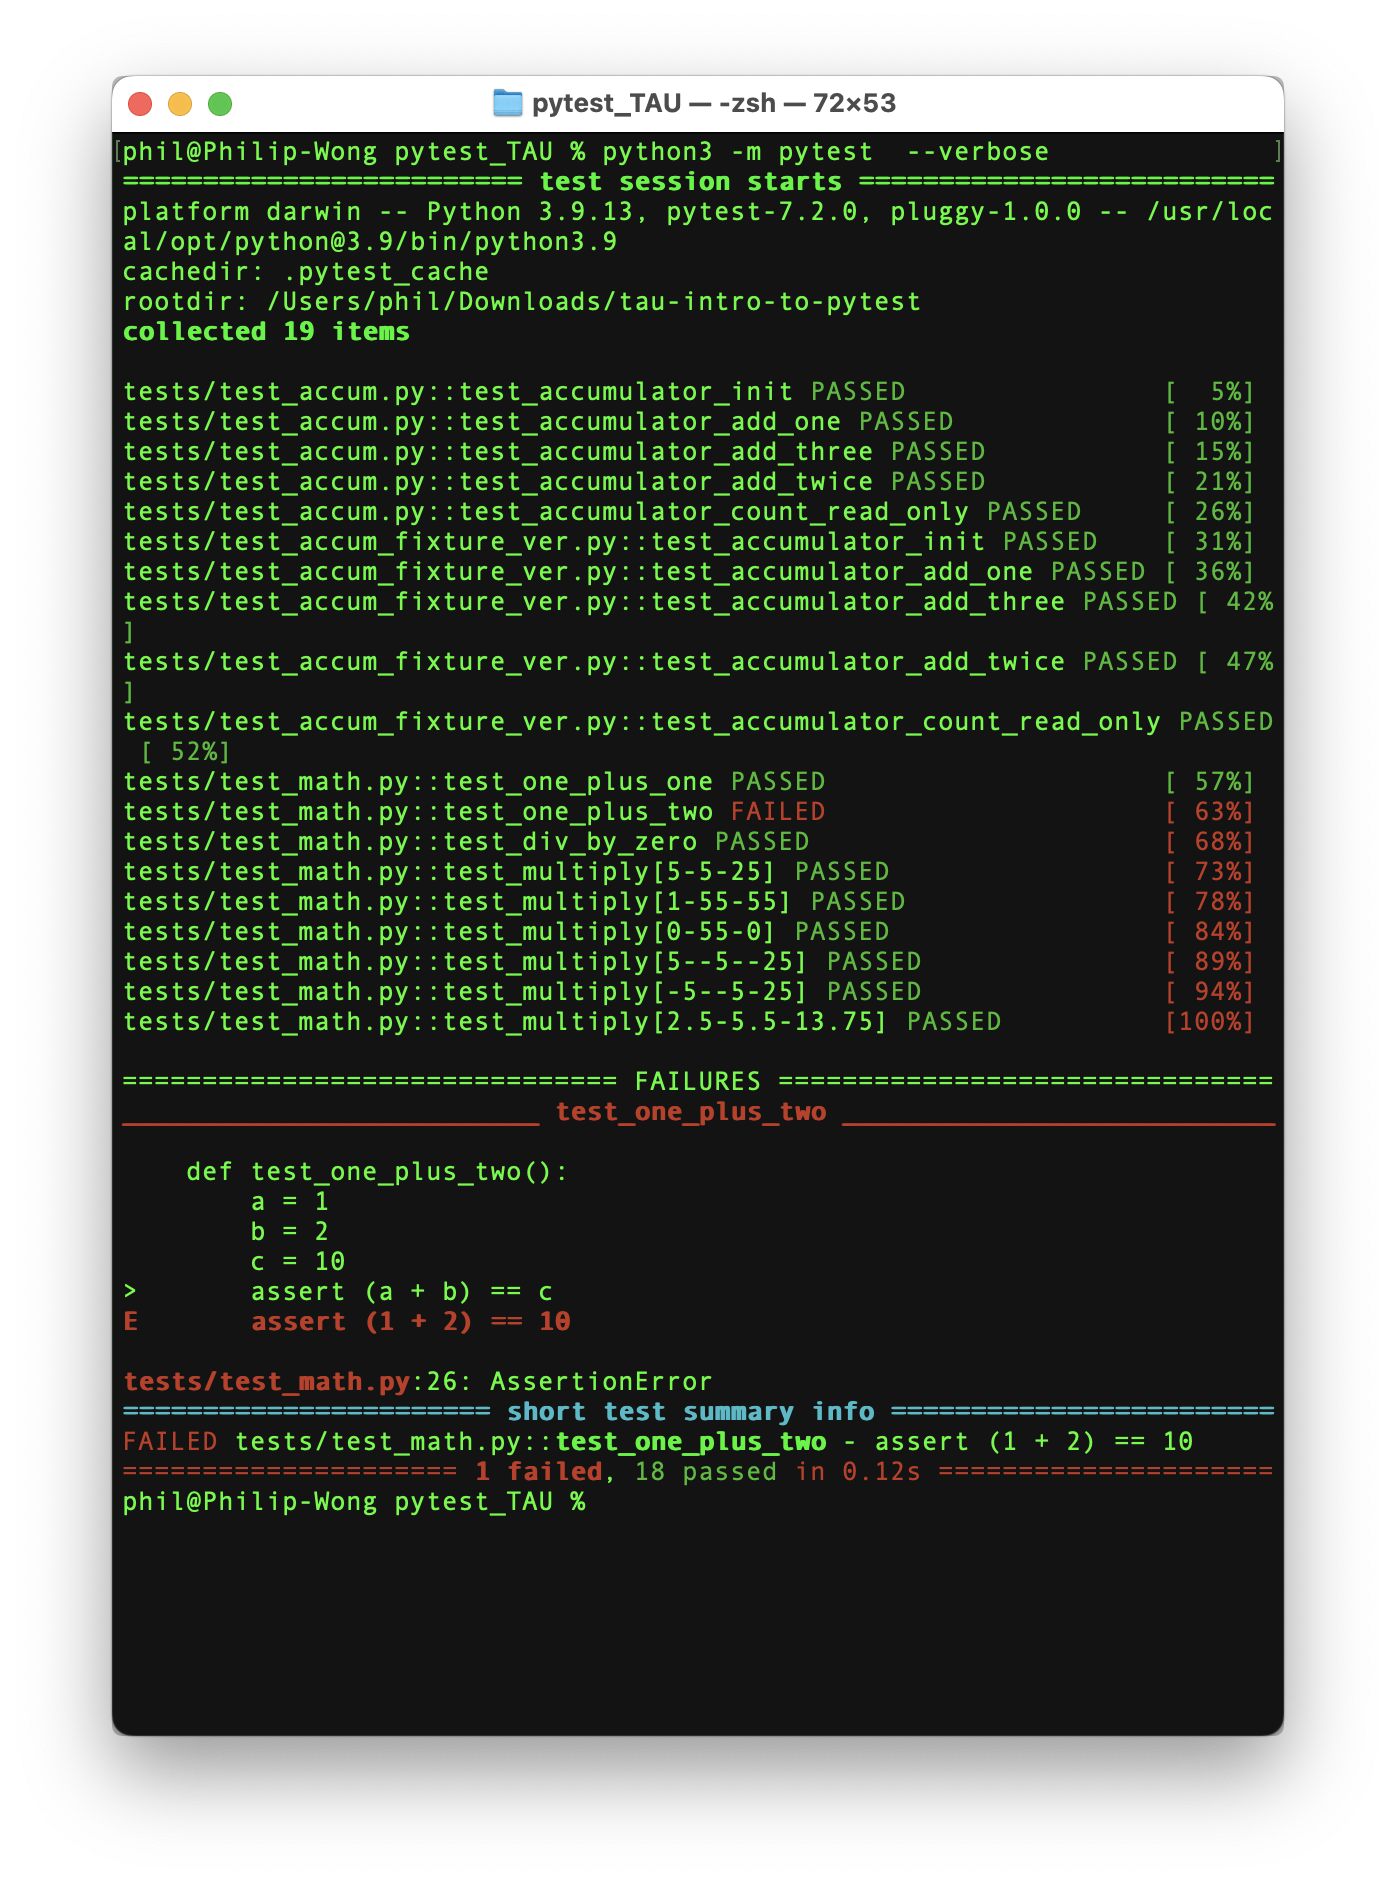 pytest_TAU — -zsh — 72×53
[phil@Philip-Wong pytest_TAU % python3 -m pytest  --verbose              ]
========================= test session starts ==========================
platform darwin -- Python 3.9.13, pytest-7.2.0, pluggy-1.0.0 -- /usr/loc
al/opt/python@3.9/bin/python3.9
cachedir: .pytest_cache
rootdir: /Users/phil/Downloads/tau-intro-to-pytest
collected 19 items
tests/test_accum.py::test_accumulator_init PASSED                [  5%]
tests/test_accum.py::test_accumulator_add_one PASSED             [ 10%]
tests/test_accum.py::test_accumulator_add_three PASSED           [ 15%]
tests/test_accum.py::test_accumulator_add_twice PASSED           [ 21%]
tests/test_accum.py::test_accumulator_count_read_only PASSED     [ 26%]
tests/test_accum_fixture_ver.py::test_accumulator_init PASSED    [ 31%]
tests/test_accum_fixture_ver.py::test_accumulator_add_one PASSED [ 36%]
tests/test_accum_fixture_ver.py::test_accumulator_add_three PASSED [ 42%
]
tests/test_accum_fixture_ver.py::test_accumulator_add_twice PASSED [ 47%
]
tests/test_accum_fixture_ver.py::test_accumulator_count_read_only PASSED
 [ 52%]
tests/test_math.py::test_one_plus_one PASSED                     [ 57%]
tests/test_math.py::test_one_plus_two FAILED                     [ 63%]
tests/test_math.py::test_div_by_zero PASSED                      [ 68%]
tests/test_math.py::test_multiply[5-5-25] PASSED                 [ 73%]
tests/test_math.py::test_multiply[1-55-55] PASSED                [ 78%]
tests/test_math.py::test_multiply[0-55-0] PASSED                 [ 84%]
tests/test_math.py::test_multiply[5--5--25] PASSED               [ 89%]
tests/test_math.py::test_multiply[-5--5-25] PASSED               [ 94%]
tests/test_math.py::test_multiply[2.5-5.5-13.75] PASSED          [100%]
=============================== FAILURES ===============================
__________________________ test_one_plus_two ___________________________
    def test_one_plus_two():
        a = 1
        b = 2
        c = 10
>       assert (a + b) == c
E       assert (1 + 2) == 10
tests/test_math.py:26: AssertionError
======================= short test summary info ========================
FAILED tests/test_math.py::test_one_plus_two - assert (1 + 2) == 10
===================== 1 failed, 18 passed in 0.12s =====================
phil@Philip-Wong pytest_TAU %